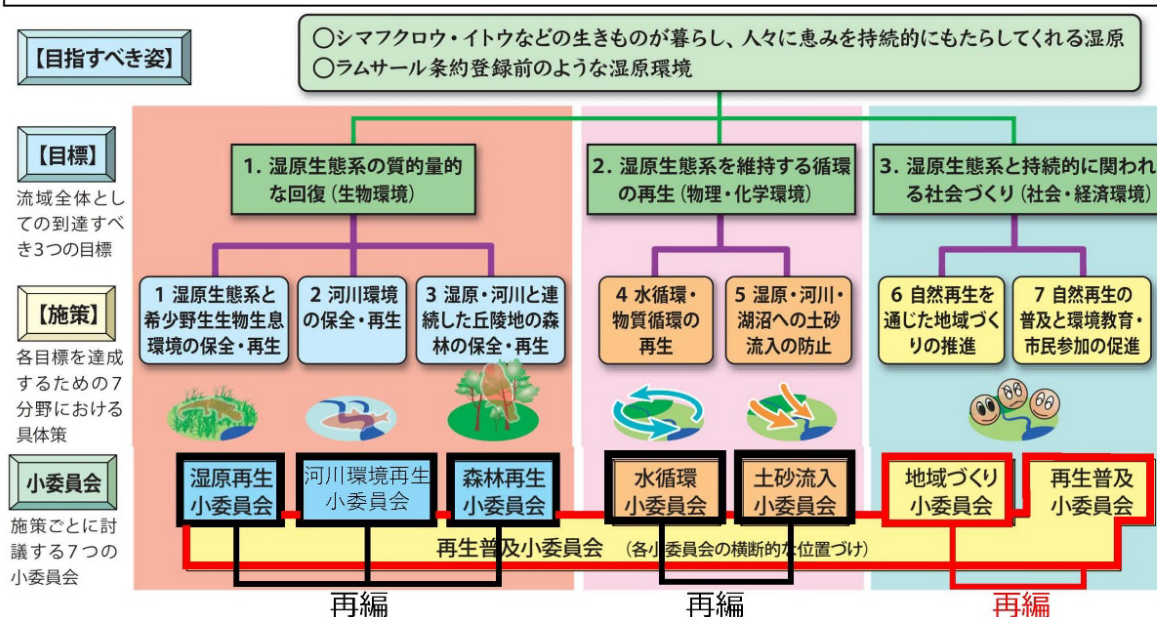 【目指すべき姿】
○シマフクロウ・イトウなどの生きものが暮らし、人々に恵みを持続的にもたらしてくれる湿原
○ラムサール条約登録前のような湿原環境
【目標】
流域全体とし
ての到達すべ
き3つの目標
1. 湿原生態系の質的量的
な回復(生物環境)
2. 湿原生態系を維持する循環
の再生(物理・化学環境)
3. 湿原生態系と持続的に関われ
る社会づくり(社会・経済環境)
【施策】
各目標を達成
するための7
分野における
具体策
1 湿原生態系と
希少野生生物生息
環境の保全・再生
2 河川環境
の保全・再生
3 湿原・河川と連
続した丘陵地の森
林の保全・再生
4 水循環・
物質循環の
再生
5 湿原・河川・
湖沼への土砂
流入の防止
6 自然再生を
通じた地域づく
りの推進
7 自然再生の
普及と環境教育・
市民参加の促進
小委員会
施策ごとに討
議する7つの
小委員会
湿原再生
小委員会
河川環境再生
小委員会
森林再生
小委員会
水循環
小委員会
土砂流入
小委員会
地域づくり
小委員会
再生普及
小委員会
再生普及小委員会 (各小委員会の横断的な位置づけ)
再編
再編
再編